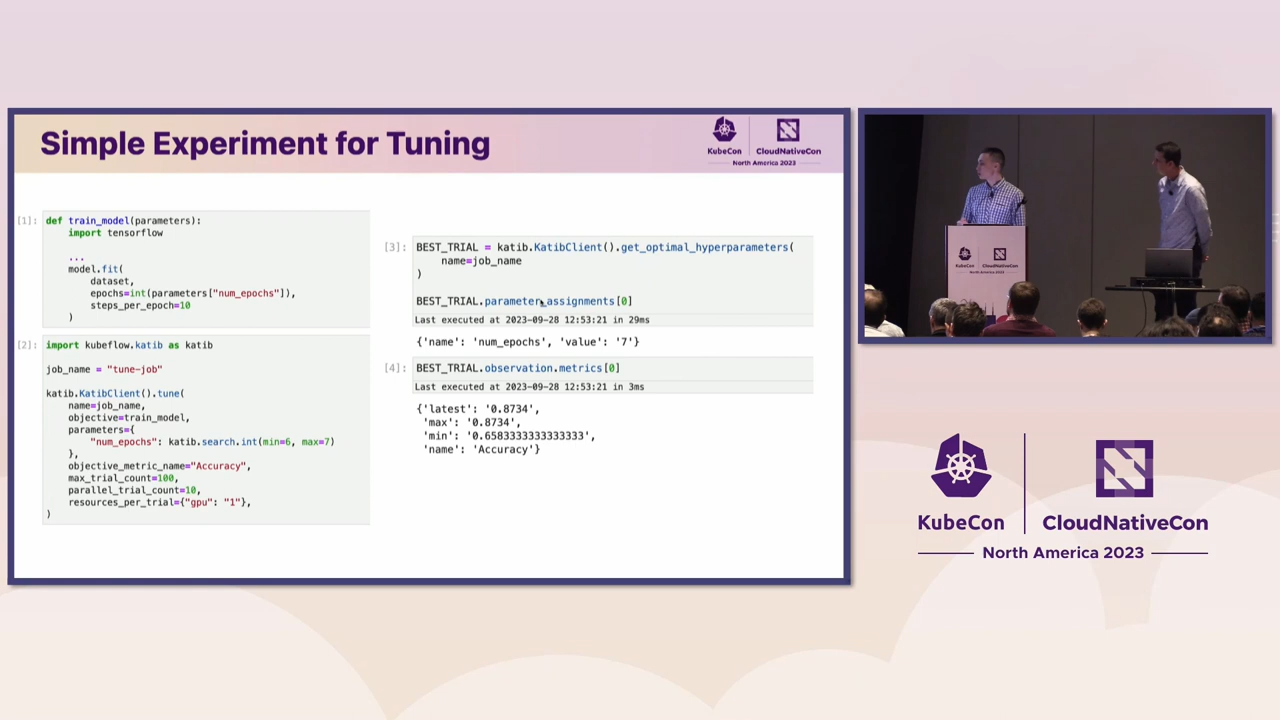 Simple Experiment for Tuning
KubeCon
CloudNativeCon
North America 2023
[1]:
def train_model(parameters):
    import tensorflow
    ...
    model.fit(
        dataset,
        epochs=int(parameters["num_epochs"]),
        steps_per_epoch=10
    )
[2]:
import kubeflow.katib as katib
job_name = "tune-job"
katib.KatibClient().tune(
    name=job_name,
    objective=train_model,
    parameters={
        "num_epochs": katib.search.int(min=6, max=7)
    },
    objective_metric_name="Accuracy",
    max_trial_count=100,
    parallel_trial_count=10,
    resources_per_trial={"gpu": "1"},
)
[3]:
BEST_TRIAL = katib.KatibClient().get_optimal_hyperparameters(
    name=job_name
)
BEST_TRIAL.parameter_assignments[0]
Last executed at 2023-09-28 12:53:21 in 29ms
{'name': 'num_epochs', 'value': '7'}
[4]:
BEST_TRIAL.observation.metrics[0]
Last executed at 2023-09-28 12:53:21 in 3ms
{'latest': '0.8734',
 'max': '0.8734',
 'min': '0.6583333333333333',
 'name': 'Accuracy'}
KubeCon
CloudNativeCon
North America 2023
KubeCon
CloudNativeCon
North America 2023